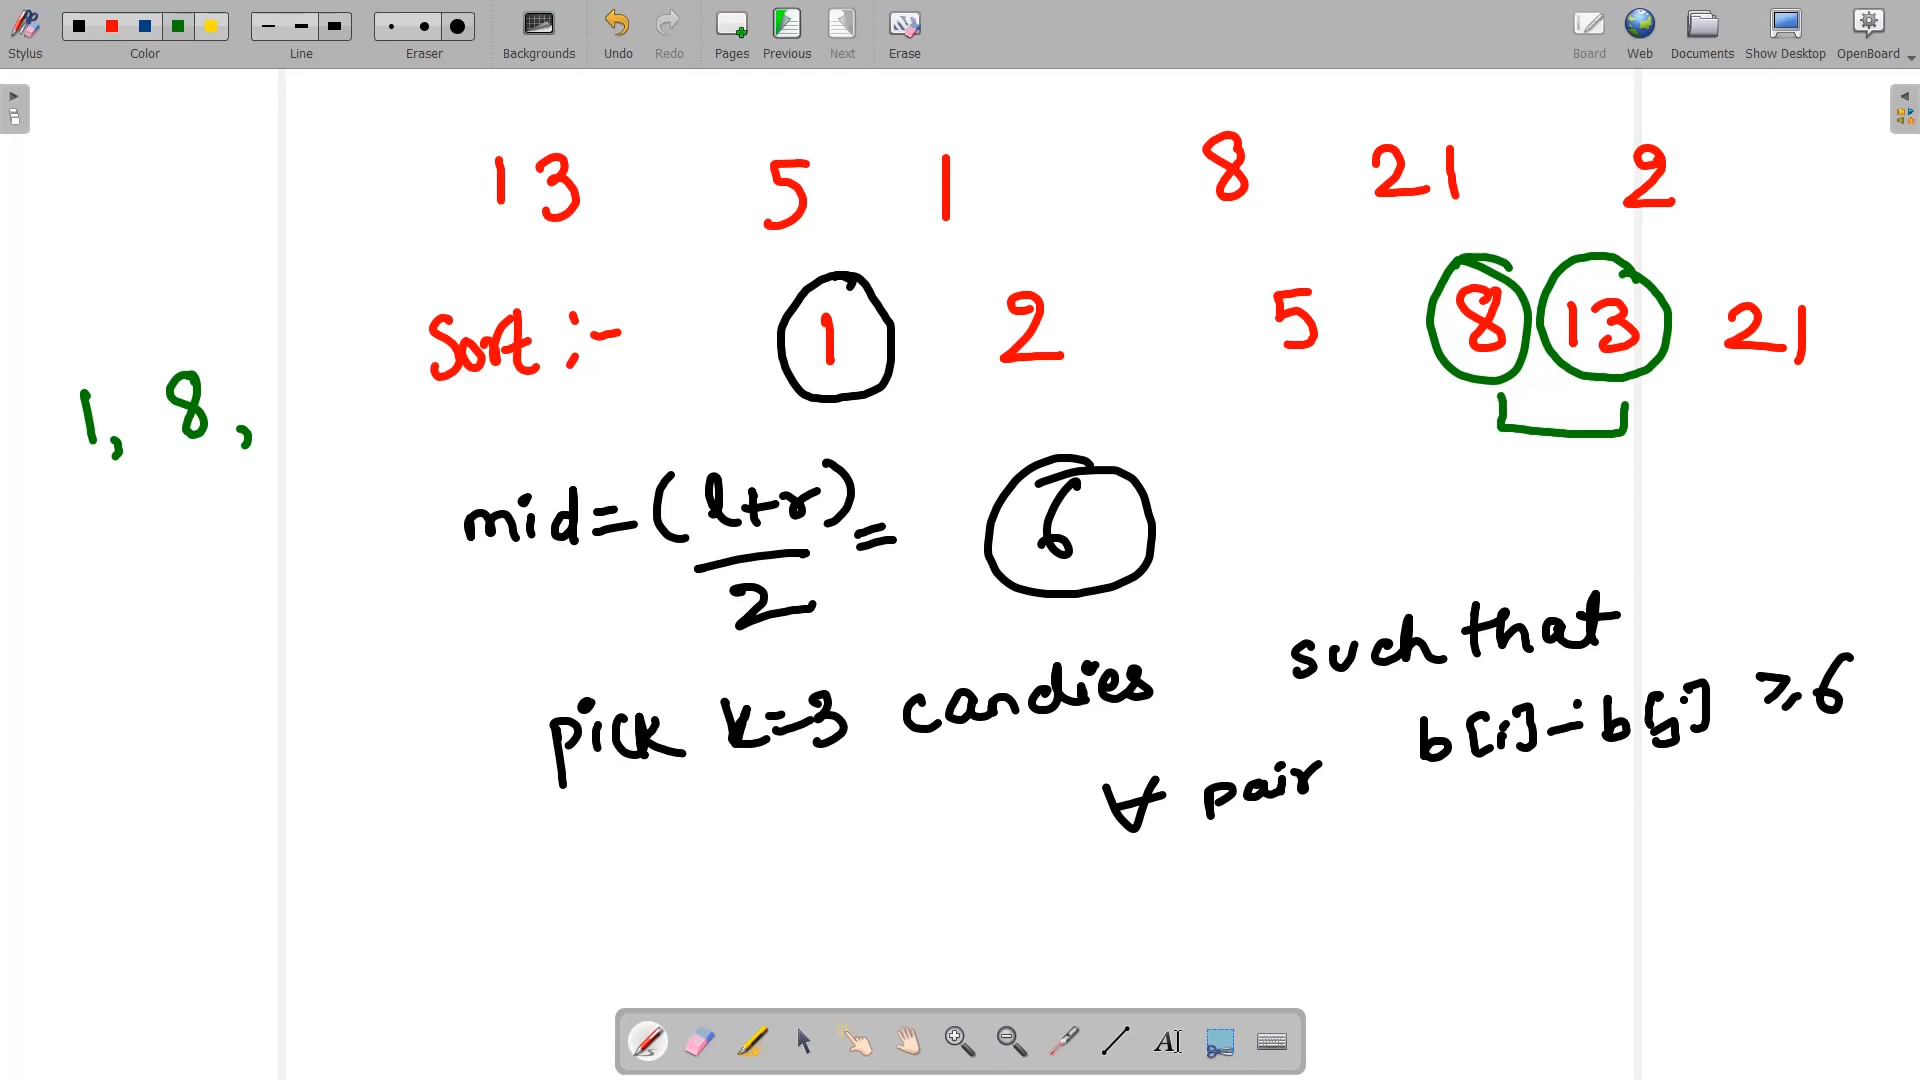 Stylus Color Line Eraser Backgrounds Undo Redo Pages Previous Next Erase Board Web Documents Show Desktop OpenBoard
13 5 1 8 21 2
Sort :- 1 2 5 8 13 21
1, 8,
mid = (l+r)/2 = 6
pick k=3 candies such that
∀ pair b[i] - b[j] ≥ 6
AI